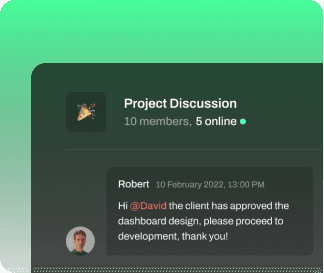 Project Discussion
10 members, 5 online
Robert 10 February 2022, 13:00 PM
Hi @David the client has approved the
dashboard design, please proceed to
development, thank you!